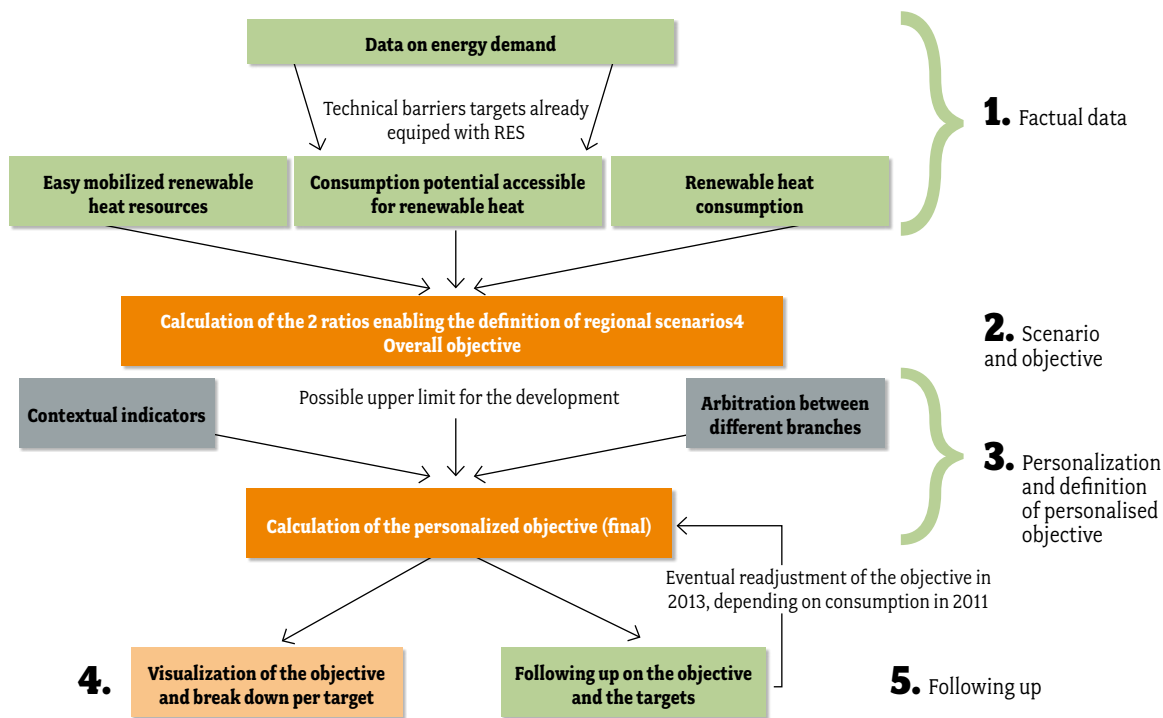 Data on energy demand
Technical barriers targets already
equiped with RES
1. Factual data
Easy mobilized renewable
heat resources
Consumption potential accessible
for renewable heat
Renewable heat
consumption
Calculation of the 2 ratios enabling the definition of regional scenarios4
Overall objective
2. Scenario
and objective
Contextual indicators
Possible upper limit for the development
Arbitration between
different branches
3. Personalization
and definition
of personalised
objective
Calculation of the personalized objective (final)
Eventual readjustment of the objective in
2013, depending on consumption in 2011
4.
Visualization of the objective
and break down per target
Following up on the objective
and the targets
5. Following up